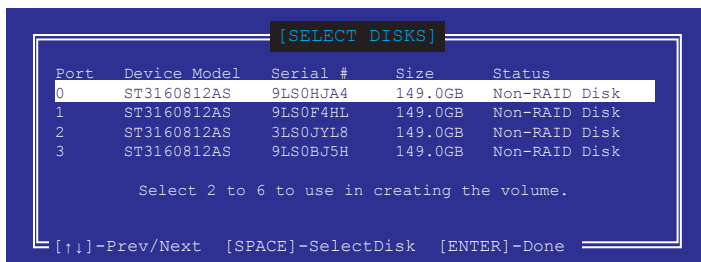 [SELECT DISKS]
Port Device Model Serial # Size Status
0 ST3160812AS 9LS0HJA4 149.0GB Non-RAID Disk
1 ST3160812AS 9LS0F4HL 149.0GB Non-RAID Disk
2 ST3160812AS 3LS0JYL8 149.0GB Non-RAID Disk
3 ST3160812AS 9LS0BJ5H 149.0GB Non-RAID Disk
Select 2 to 6 to use in creating the volume.
[↑↓]-Prev/Next [SPACE]-SelectDisk [ENTER]-Done